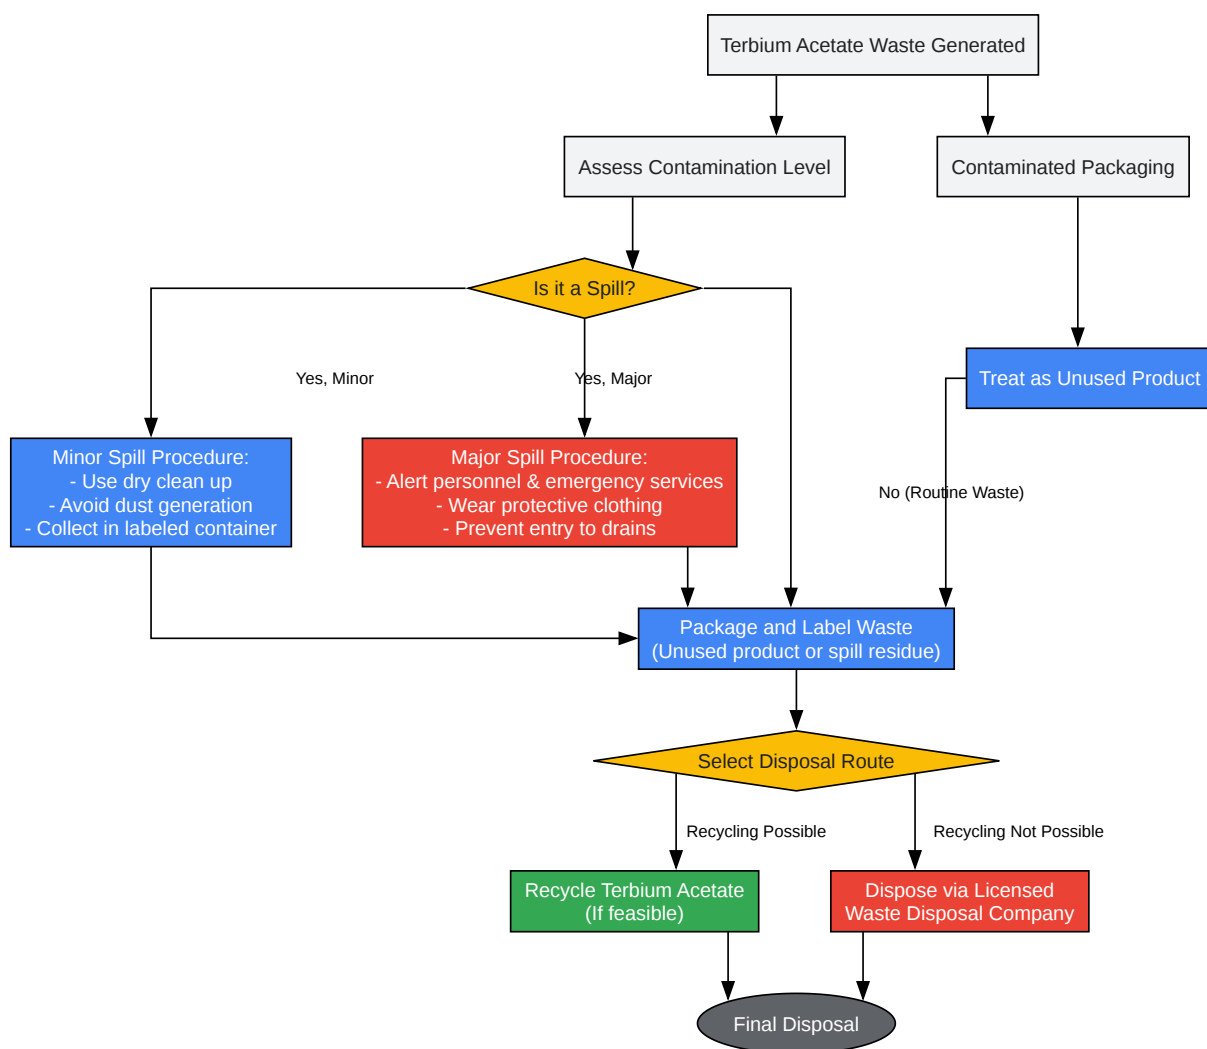 Terbium Acetate Waste Generated
Assess Contamination Level
Contaminated Packaging
Is it a Spill?
Yes, Minor
Yes, Major
Treat as Unused Product
Minor Spill Procedure:
- Use dry clean up
- Avoid dust generation
- Collect in labeled container
Major Spill Procedure:
- Alert personnel & emergency services
- Wear protective clothing
- Prevent entry to drains
No (Routine Waste)
Package and Label Waste
(Unused product or spill residue)
Select Disposal Route
Recycling Possible
Recycling Not Possible
Recycle Terbium Acetate
(If feasible)
Dispose via Licensed
Waste Disposal Company
Final Disposal